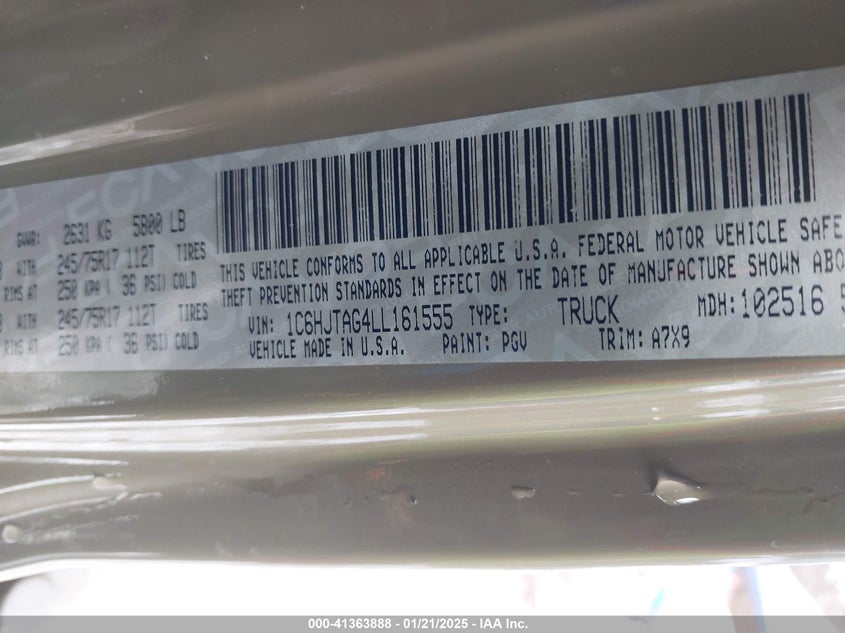 GVWR: 2631 KG 5800 LB
WITH 245/75R17 112T TIRES
RIMS AT 250 KPA ( 36 PSI) COLD
WITH 245/75R17 112T TIRES
RIMS AT 250 KPA ( 36 PSI) COLD
THIS VEHICLE CONFORMS TO ALL APPLICABLE U.S.A. FEDERAL MOTOR VEHICLE SAFE
THEFT PREVENTION STANDARDS IN EFFECT ON THE DATE OF MANUFACTURE SHOWN ABO
VIN: 1C6HJTAG4LL161555 TYPE: TRUCK MDH: 102516
VEHICLE MADE IN U.S.A. PAINT: PGV TRIM: A7X9
000-41363888 - 01/21/2025 - IAA Inc.